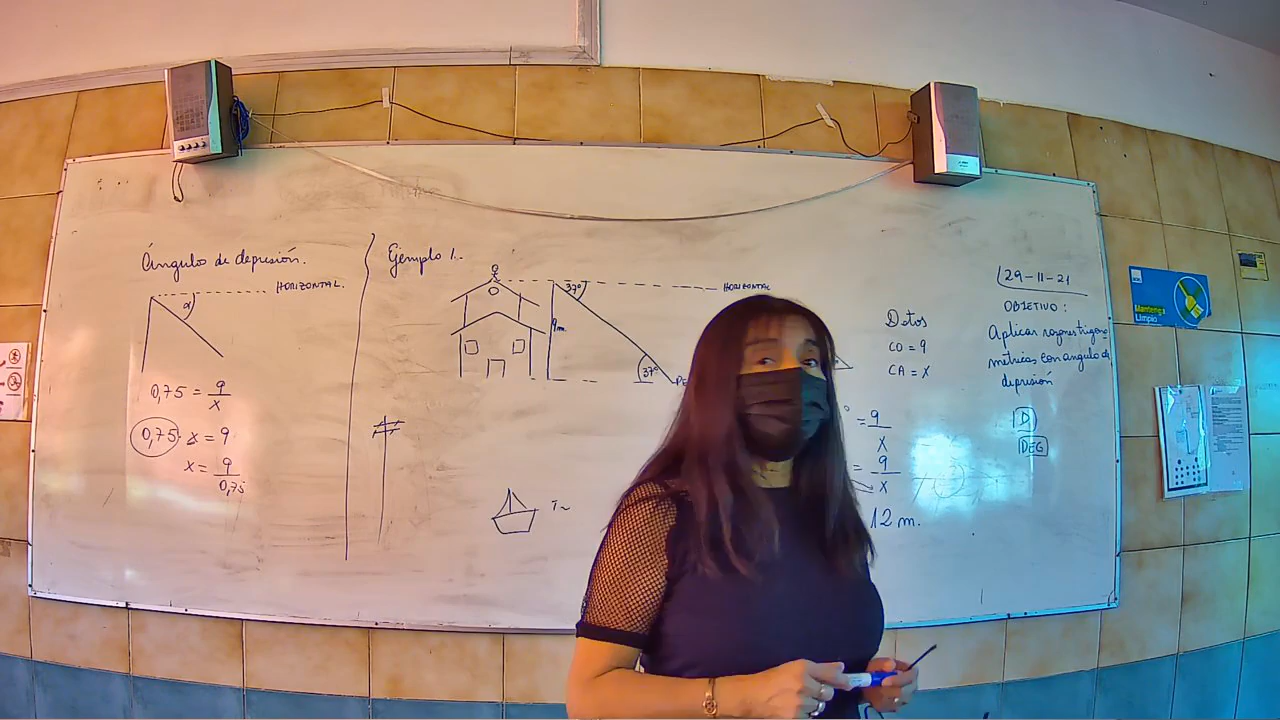 Ángulo de depresión.
HORIZONTAL.
α
0,75 = 9
x
0,75 · x = 9
x = 9
0,75
Ejemplo 1.
37°
HORIZONTAL
9m
37°
Datos
CO = 9
CA = x
° = 9
x
= 9
x
12 m.
29-11-21
OBJETIVO:
Aplicar razones trigono
métricas con angulo de
depresión
D
DEG
Mantenga
Limpio